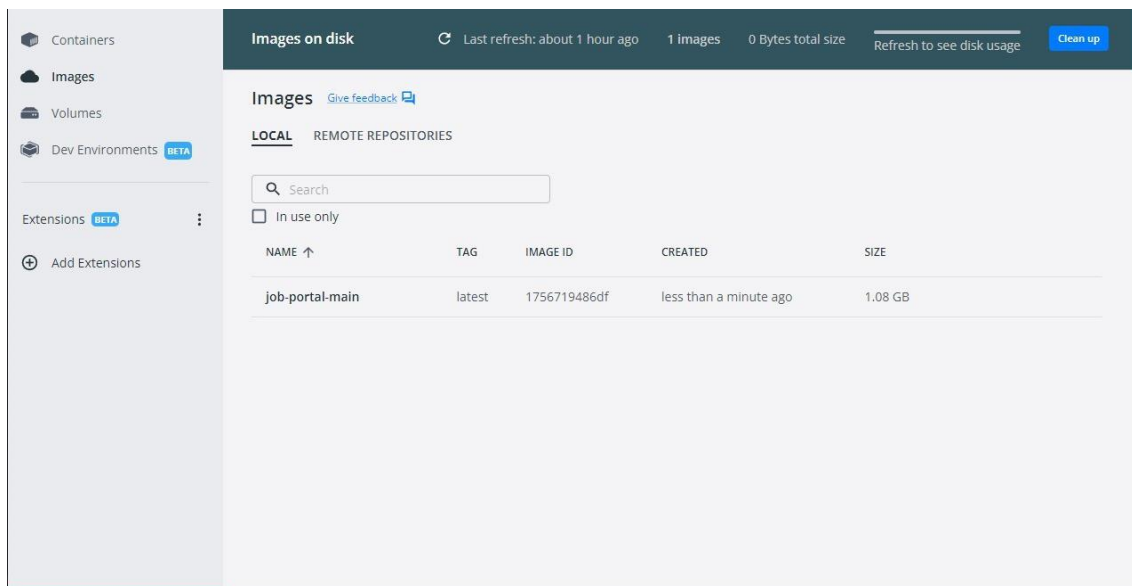 Containers
Images
Volumes
Dev Environments BETA
Extensions BETA
Add Extensions
Images on disk Last refresh: about 1 hour ago 1 images 0 Bytes total size Refresh to see disk usage Clean up
Images Give feedback
LOCAL REMOTE REPOSITORIES
Search
In use only
NAME TAG IMAGE ID CREATED SIZE
job-portal-main latest 1756719486df less than a minute ago 1.08 GB